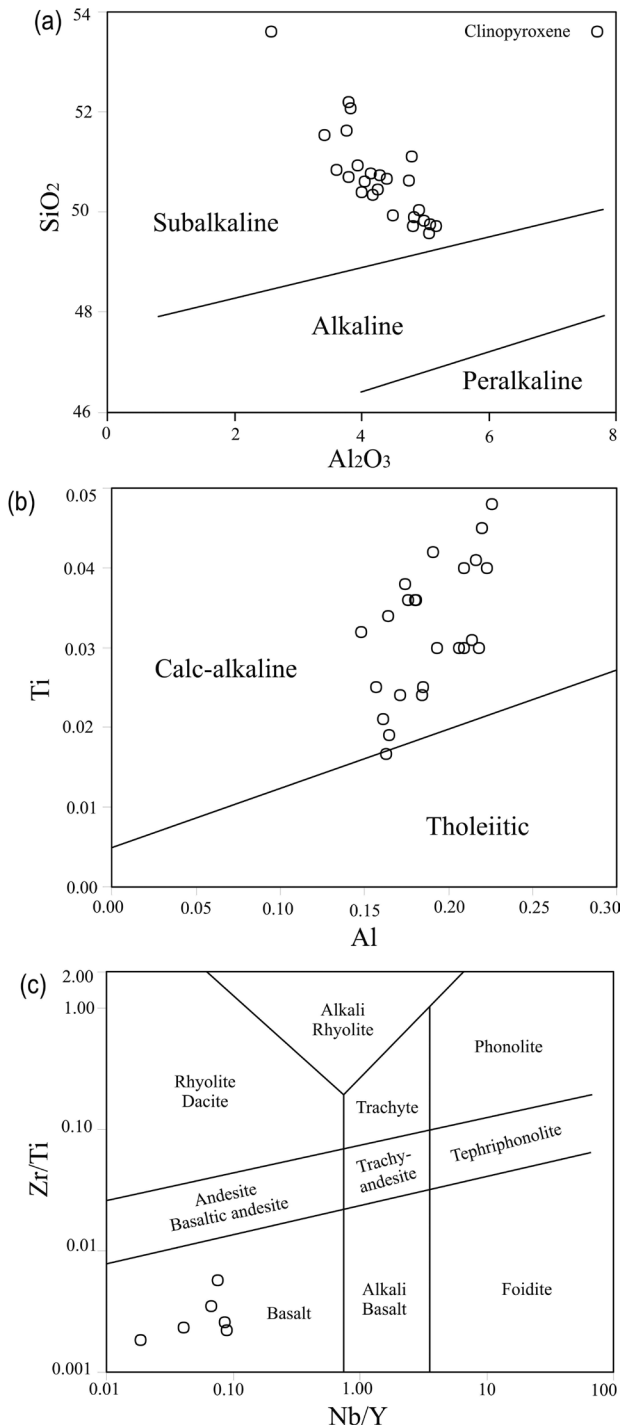 (a)
54
52
50
48
46
SiO2
Clinopyroxene
Subalkaline
Alkaline
Peralkaline
0
2
4
6
8
Al2O3
(b)
0.05
0.04
0.03
0.02
0.01
0.00
Ti
Calc-alkaline
Tholeiitic
0.00
0.05
0.10
0.15
0.20
0.25
0.30
Al
(c)
2.00
1.00
0.10
0.01
0.001
Zr/Ti
Alkali
Rhyolite
Phonolite
Rhyolite
Dacite
Trachyte
Tephriphonolite
Trachy-
andesite
Andesite
Basaltic andesite
Basalt
Alkali
Basalt
Foidite
0.01
0.10
1.00
10
100
Nb/Y